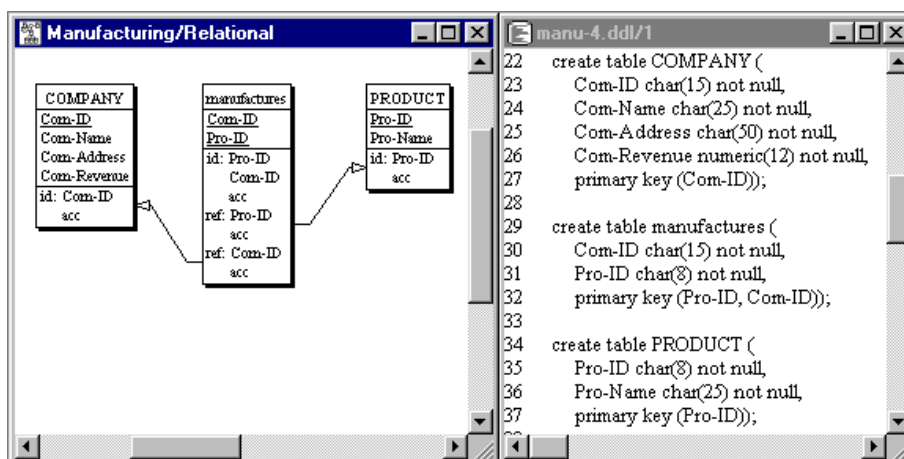 Manufacturing/Relational
COMPANY
Com-ID
Com-Name
Com-Address
Com-Revenue
id: Com-ID
acc
manufactures
Com-ID
Pro-ID
id: Pro-ID
Com-ID
acc
ref: Pro-ID
acc
ref: Com-ID
acc
PRODUCT
Pro-ID
Pro-Name
id: Pro-ID
acc
manu-4.ddl/1
22 create table COMPANY (
23 Com-ID char(15) not null,
24 Com-Name char(25) not null,
25 Com-Address char(50) not null,
26 Com-Revenue numeric(12) not null,
27 primary key (Com-ID));
28
29 create table manufactures (
30 Com-ID char(15) not null,
31 Pro-ID char(8) not null,
32 primary key (Pro-ID, Com-ID));
33
34 create table PRODUCT (
35 Pro-ID char(8) not null,
36 Pro-Name char(25) not null,
37 primary key (Pro-ID));